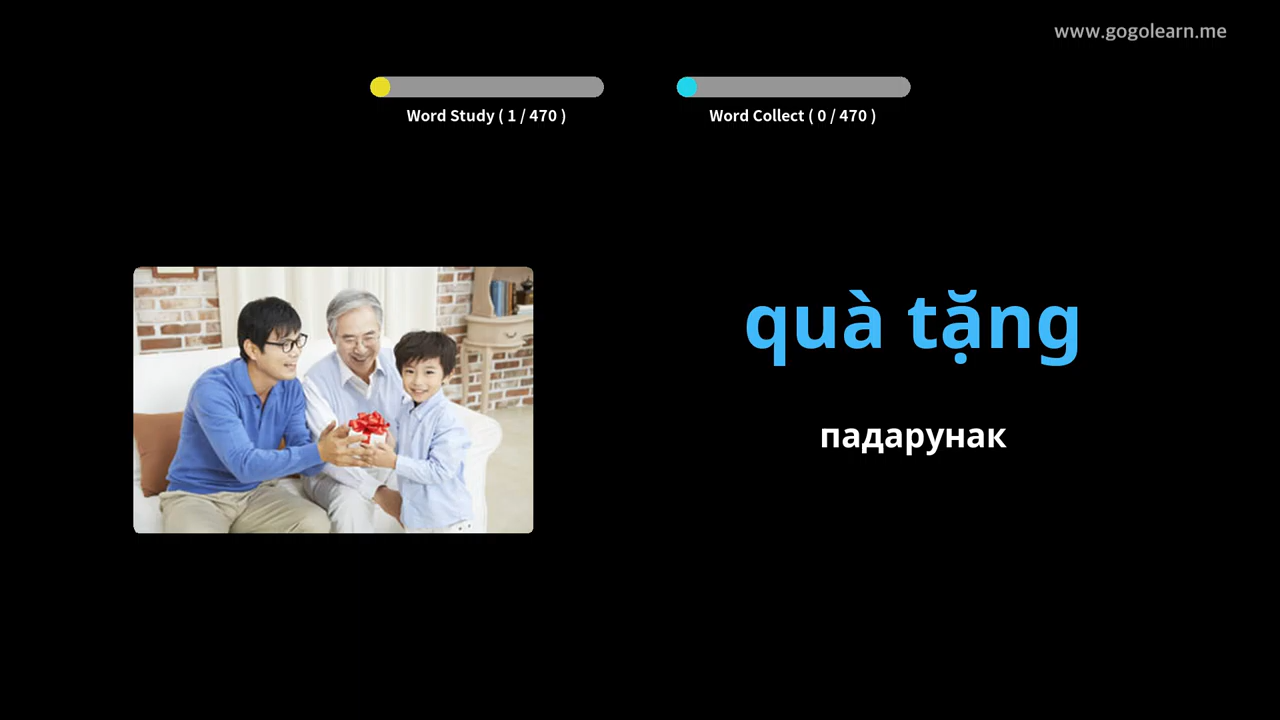 www.gogolearn.me
Word Study ( 1 / 470 )
Word Collect ( 0 / 470 )
quà tặng
падарунак